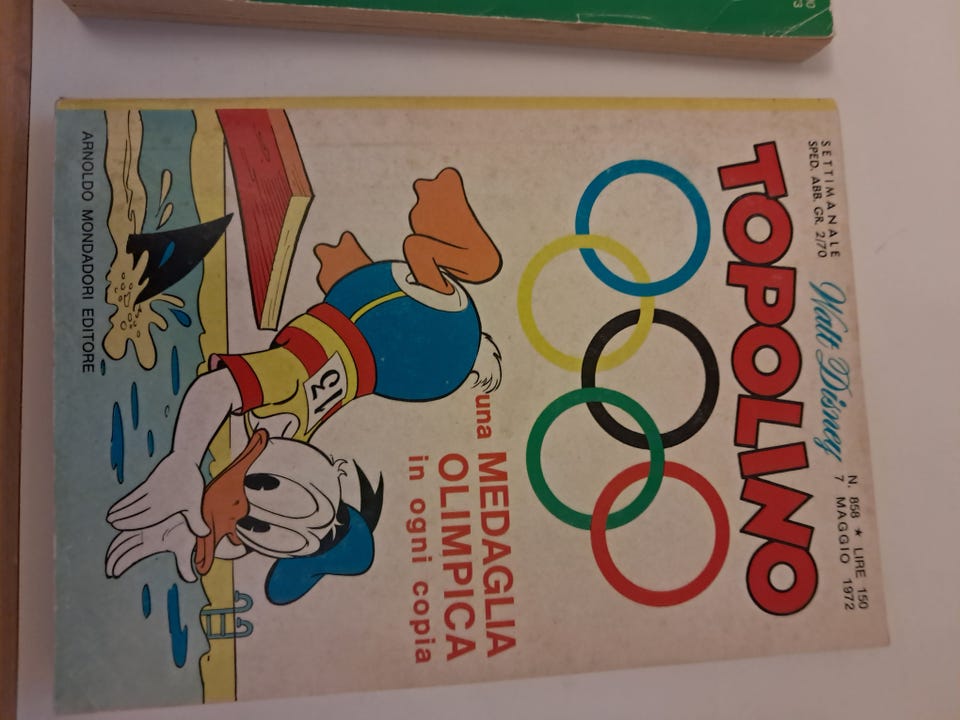 SETTIMANALE
SPED. ABB. GR. 2/70
Walt Disney
N. 858 ★ LIRE 150
7 MAGGIO 1972
TOPOLINO
una MEDAGLIA
OLIMPICA
in ogni copia
13
ARNOLDO MONDADORI EDITORE